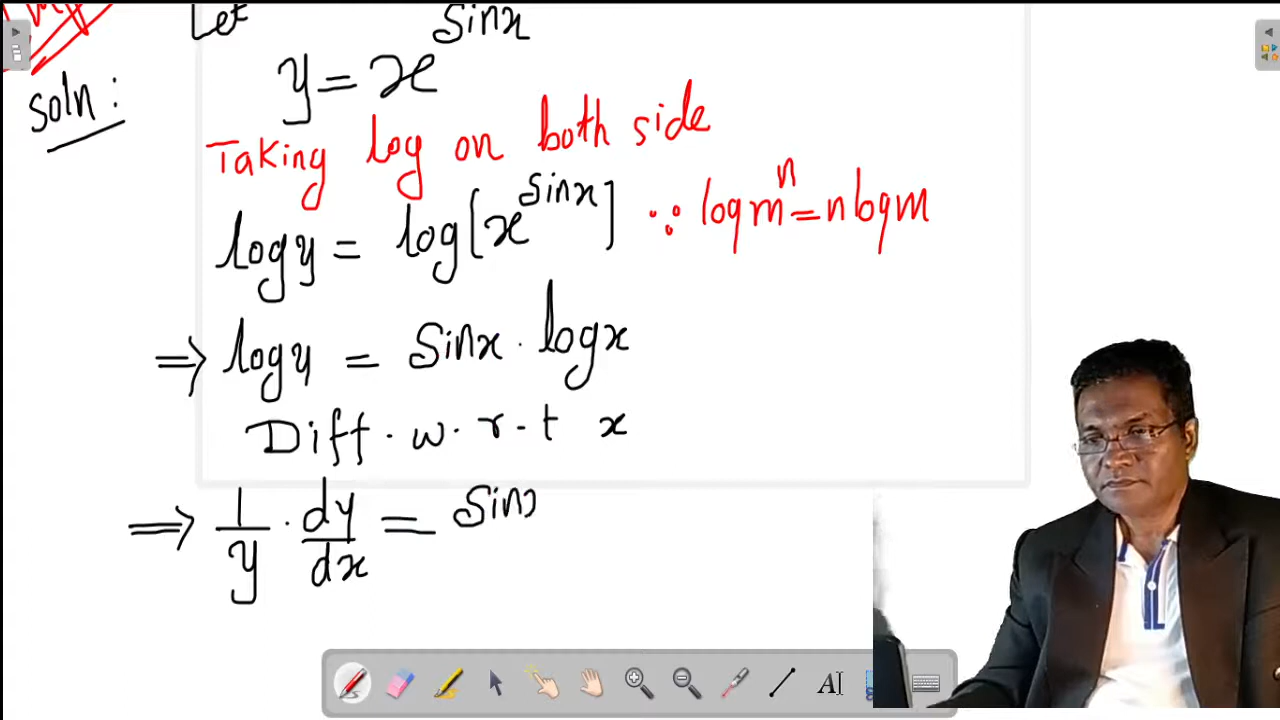 Let
y = x^sinx
Soln :
Taking log on both side
log y = log[x^sinx] ∵ log m^n = n log m
⇒ log y = sinx · log x
Diff · w · r · t x
⇒ 1/y · dy/dx = sinx